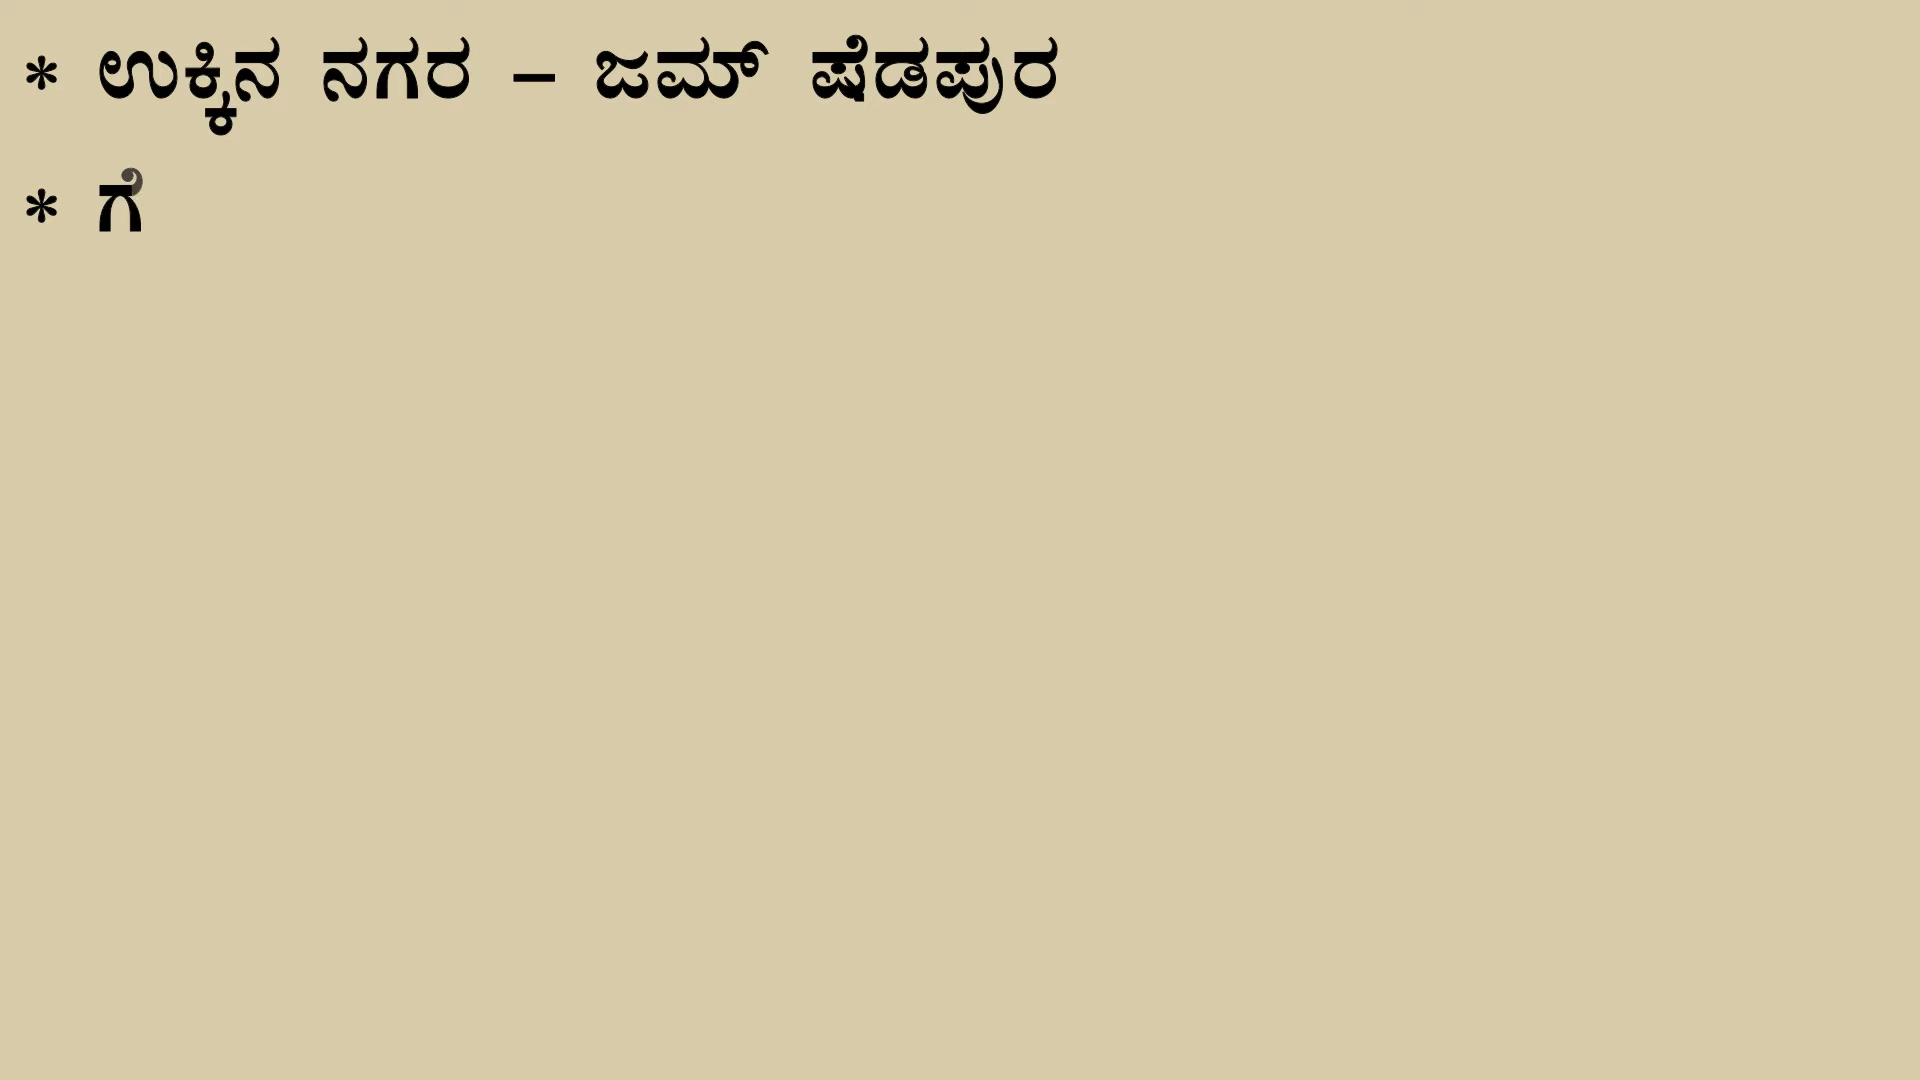 * ಉಕ್ಕಿನ ನಗರ – ಜಮ್ ಷೆಡಪುರ
* ಗೆ